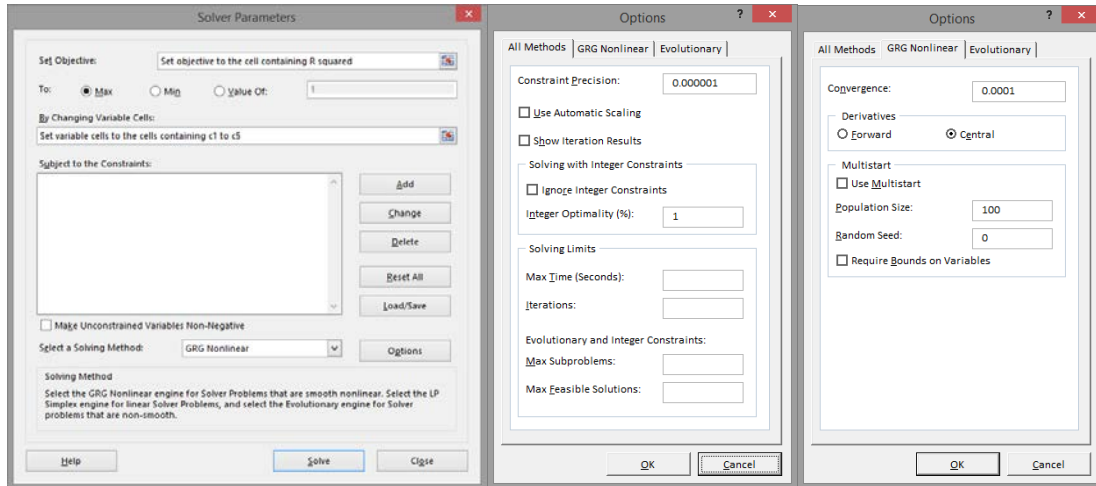 Solver Parameters
Set Objective: Set objective to the cell containing R squared
To: Max Min Value Of: 1
By Changing Variable Cells:
Set variable cells to the cells containing c1 to c5
Subject to the Constraints:
Add
Change
Delete
Reset All
Load/Save
Make Unconstrained Variables Non-Negative
Select a Solving Method: GRG Nonlinear Options
Solving Method
Select the GRG Nonlinear engine for Solver Problems that are smooth nonlinear. Select the LP
Simplex engine for linear Solver Problems, and select the Evolutionary engine for Solver
problems that are non-smooth.
Help Solve Close
Options ?
All Methods GRG Nonlinear Evolutionary
Constraint Precision: 0.000001
Use Automatic Scaling
Show Iteration Results
Solving with Integer Constraints
Ignore Integer Constraints
Integer Optimality (%): 1
Solving Limits
Max Time (Seconds):
Iterations:
Evolutionary and Integer Constraints:
Max Subproblems:
Max Feasible Solutions:
OK Cancel
Options ?
All Methods GRG Nonlinear Evolutionary
Convergence: 0.0001
Derivatives
Forward Central
Multistart
Use Multistart
Population Size: 100
Random Seed: 0
Require Bounds on Variables
OK Cancel